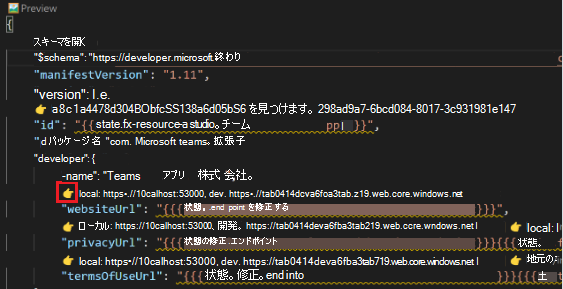 Preview
{
スキーマを開く
"$schema": "https://developer.microsoft.終わり
"manifestVersion": "1.11",
"version": I.e.
👉 a8c1a4478d304BObfcSS138a6d05bS6 を見つけます。298ad9a7-6bcd084-8017-3c931981e147
"id": "{{state.fx-resource-a studio。チーム ppl }}",
"dパッケージ名 "com. Microsoft teams。拡張子
"developer": {
-name": "Teams アプリ 株式 会社。
👉 local: https•//10calhost:53000, dev. https•//tab0414deva6foa3tab.z19.web.core.windows.net
"websiteUrl": "{{{状態。.end point を修正する }}}",
👉 ローカル: https://10calhost:53000, 開発。https•//tab0414deva6fba3tab219.web.ccre.wndows.net l 👉 local: l
"privacyUrl": "{{{状態の修正.エンドポイント }}}{{{状態。 f
👉 local: https•//10calhost:53000, dev. https•//tab0414deva6fba3tab719.web.core.windows.net l 👉 地元の:
"termsOfUseUrl": "{{{状態。修正。end into }}}{{{土